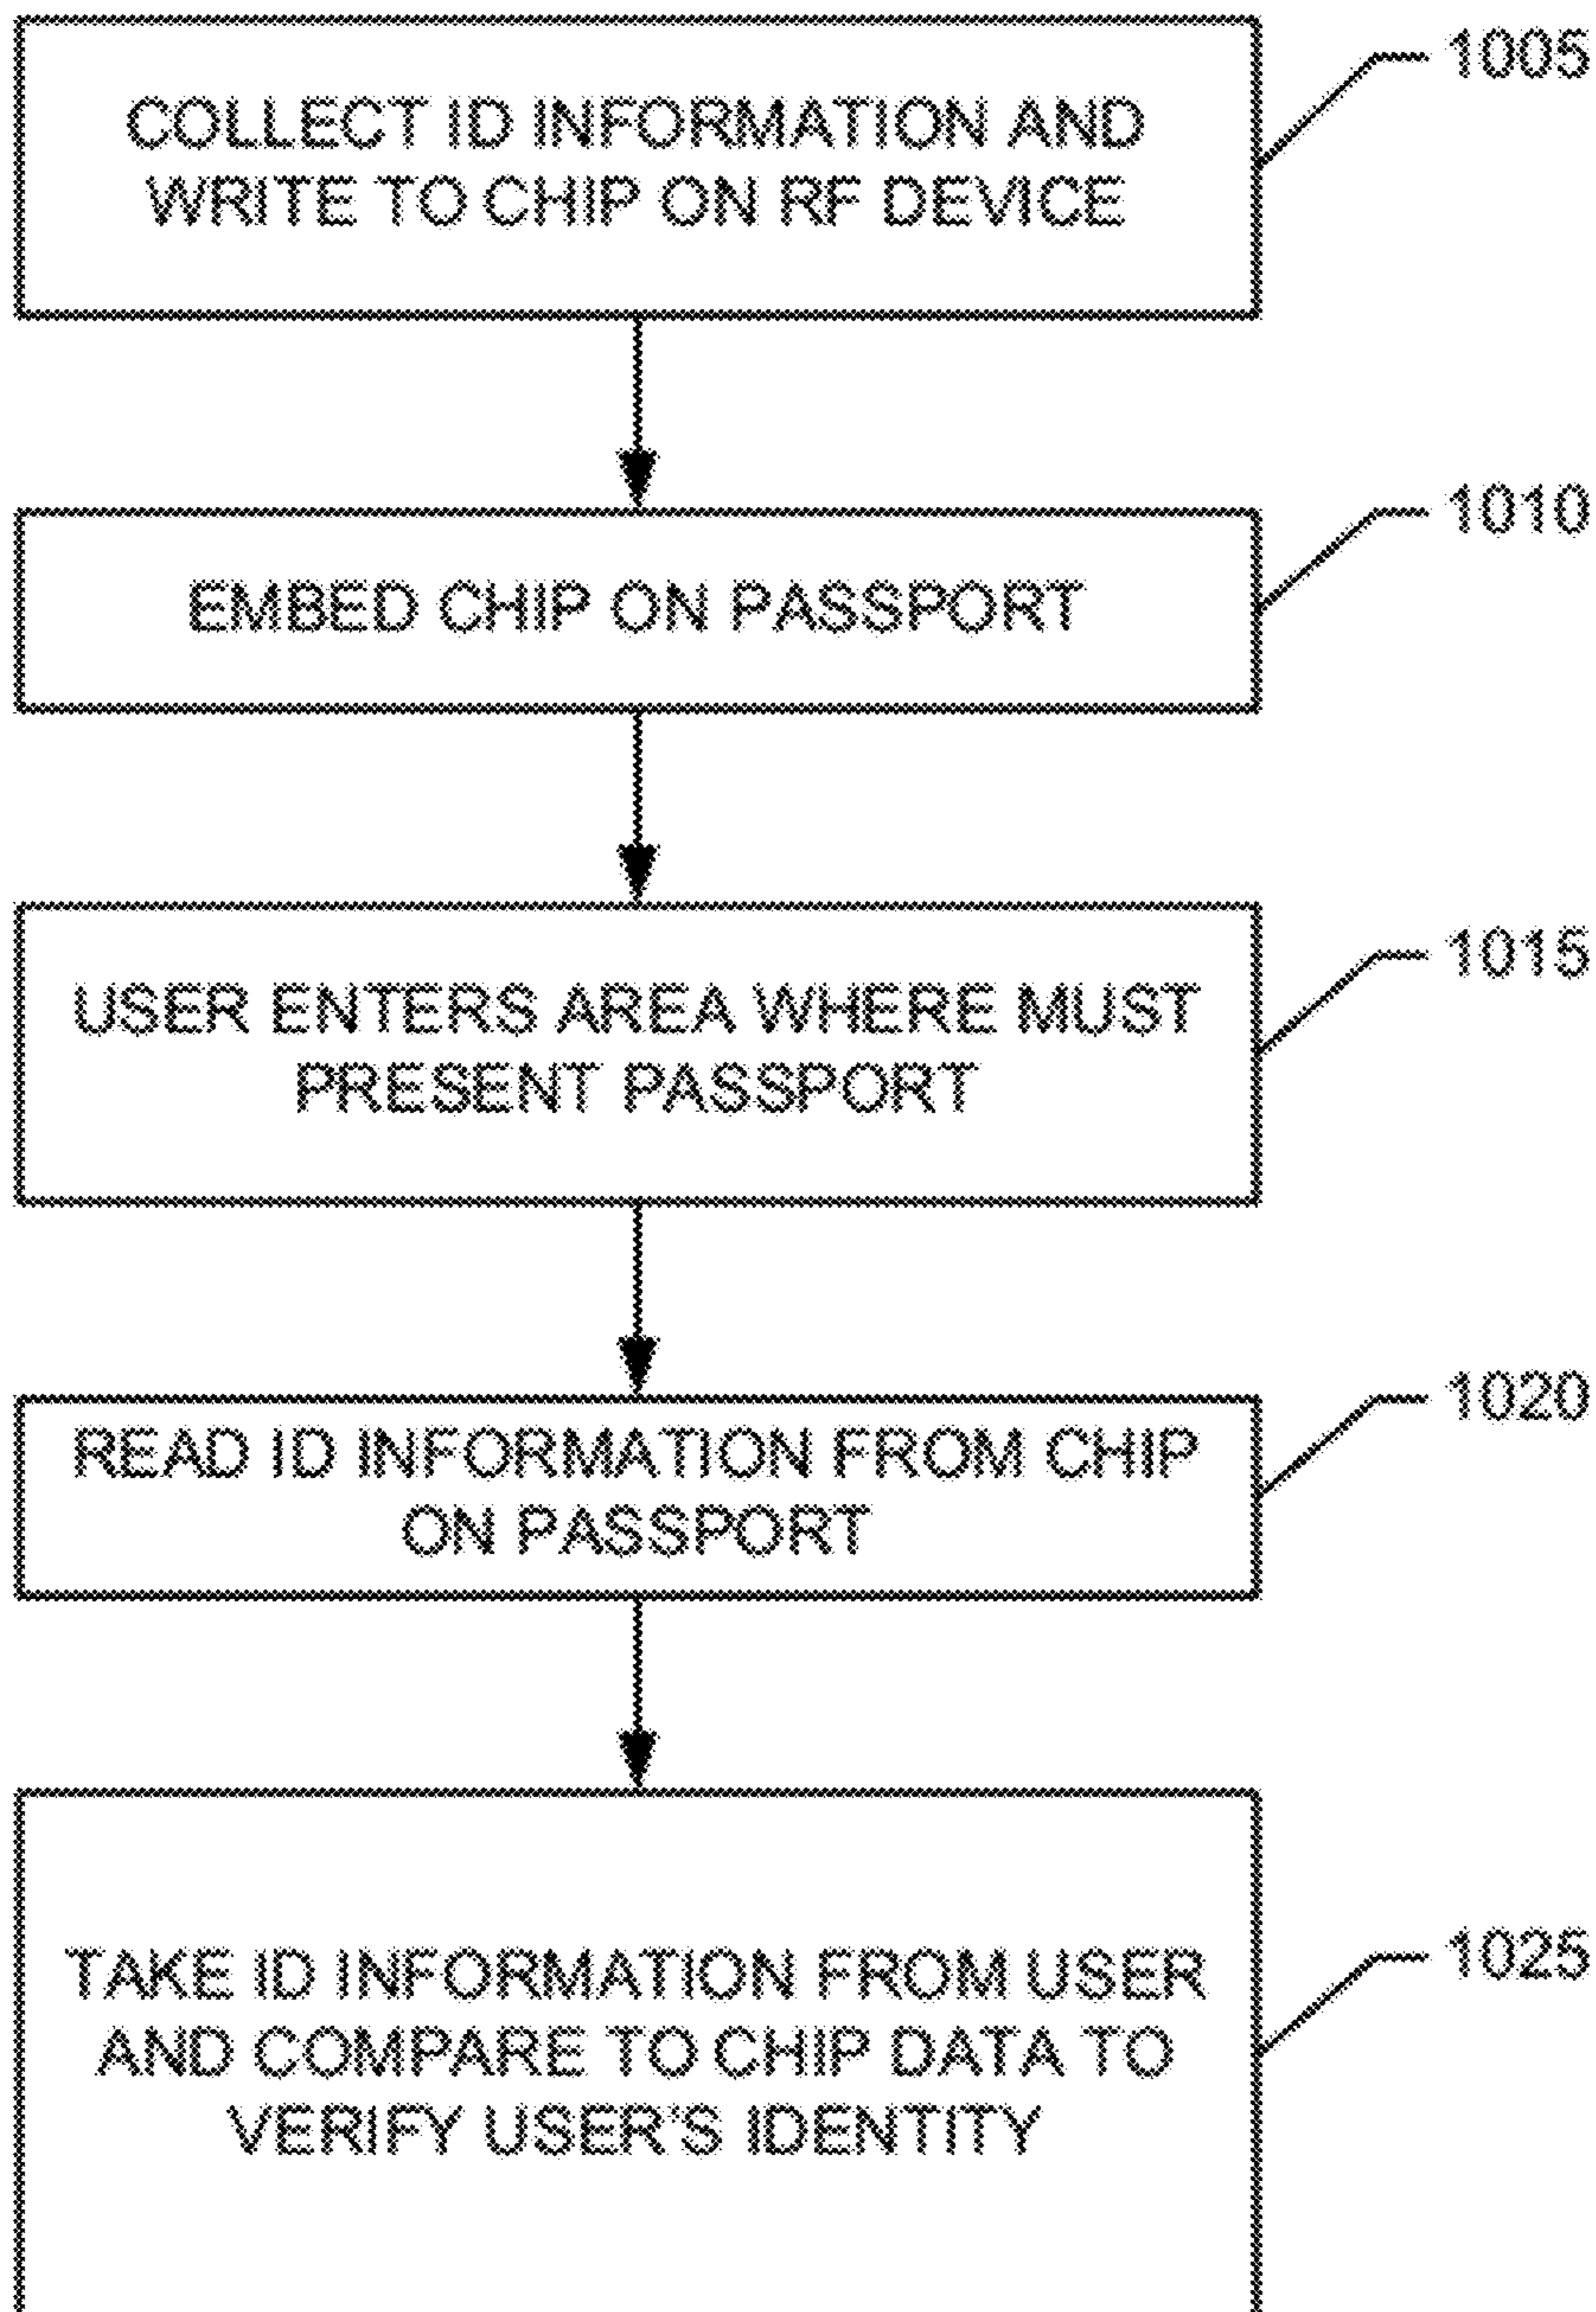 COLLECT ID INFORMATION AND
WRITE TO CHIP ON RF DEVICE
1005
EMBED CHIP ON PASSPORT
1010
USER ENTERS AREA WHERE MUST
PRESENT PASSPORT
1015
READ ID INFORMATION FROM CHIP
ON PASSPORT
1020
TAKE ID INFORMATION FROM USER
AND COMPARE TO CHIP DATA TO
VERIFY USER'S IDENTITY
1025